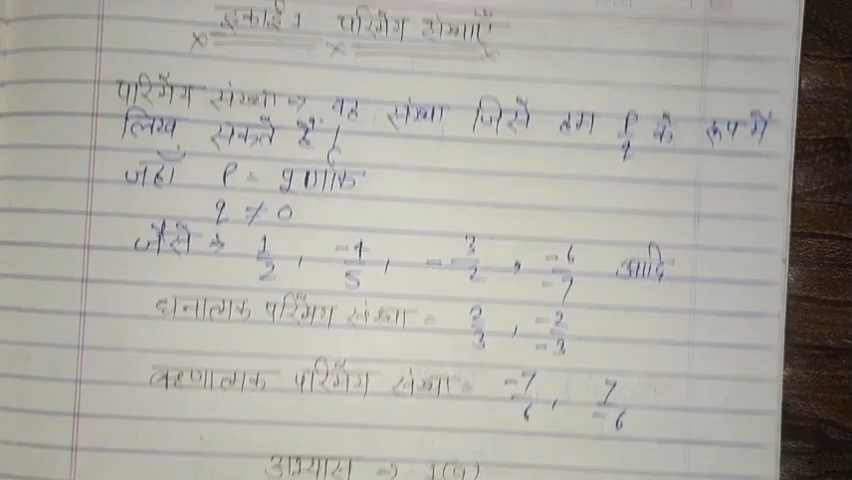 इकाई 1 परिमेय संख्याएँ
परिमेय संख्या → वह संख्या जिसे हम p/q के रूप में
लिख सकते हैं।
जहाँ p = पूर्णांक
q ≠ 0
जैसे → 1/2, -1/5, -3/2, -6/-7 आदि
धनात्मक परिमेय संख्या = 2/3, -2/-3
ऋणात्मक परिमेय संख्या = -7/6, 7/-6
अभ्यास → 1(a)